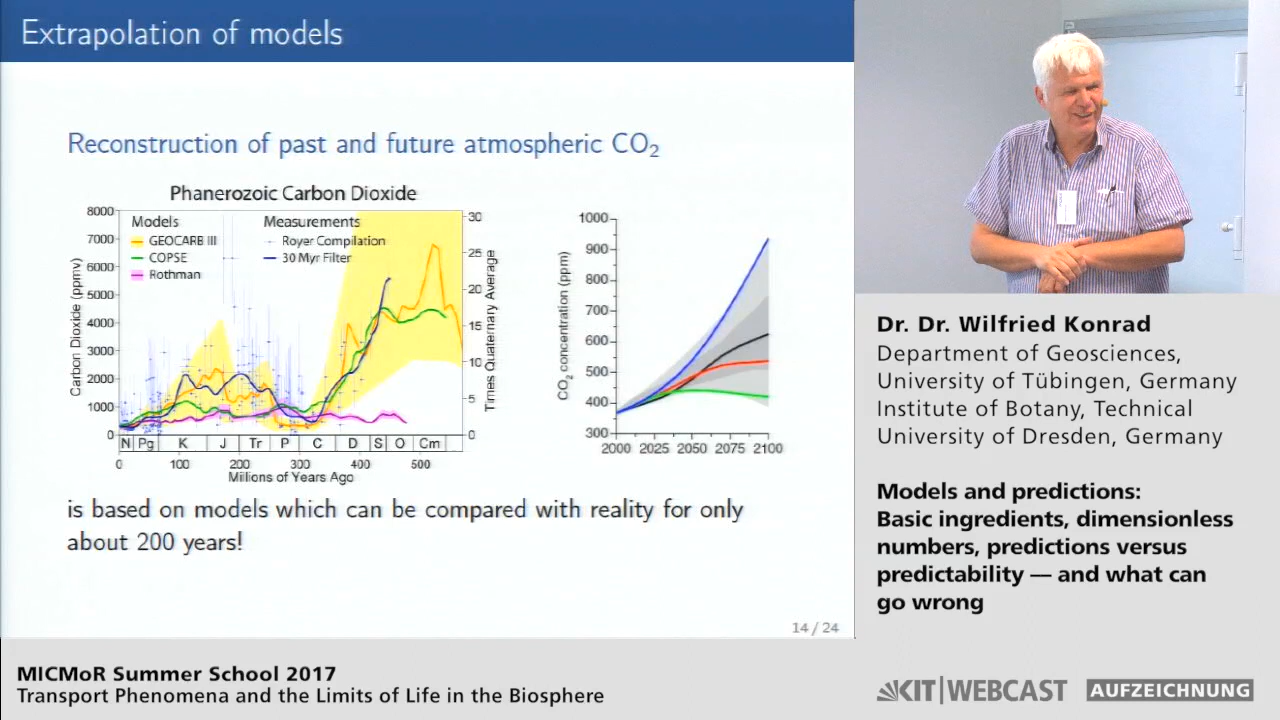 Extrapolation of models
Reconstruction of past and future atmospheric CO₂
Phanerozoic Carbon Dioxide
Models
Measurements
GEOCARB III
Royer Compilation
COPSE
30 Myr Filter
Rothman
Carbon Dioxide (ppmv)
8000
7000
6000
5000
4000
3000
2000
1000
0
30
25
20
15
10
5
0
Times Quaternary Average
N Pg K J Tr P C D S O Cm
0 100 200 300 400 500
Millions of Years Ago
CO₂ concentration (ppm)
1000
900
800
700
600
500
400
300
2000 2025 2050 2075 2100
is based on models which can be compared with reality for only
about 200 years!
14 / 24
Dr. Dr. Wilfried Konrad
Department of Geosciences,
University of Tübingen, Germany
Institute of Botany, Technical
University of Dresden, Germany
Models and predictions:
Basic ingredients, dimensionless
numbers, predictions versus
predictability — and what can
go wrong
MICMoR Summer School 2017
Transport Phenomena and the Limits of Life in the Biosphere
KIT|WEBCAST
AUFZEICHNUNG